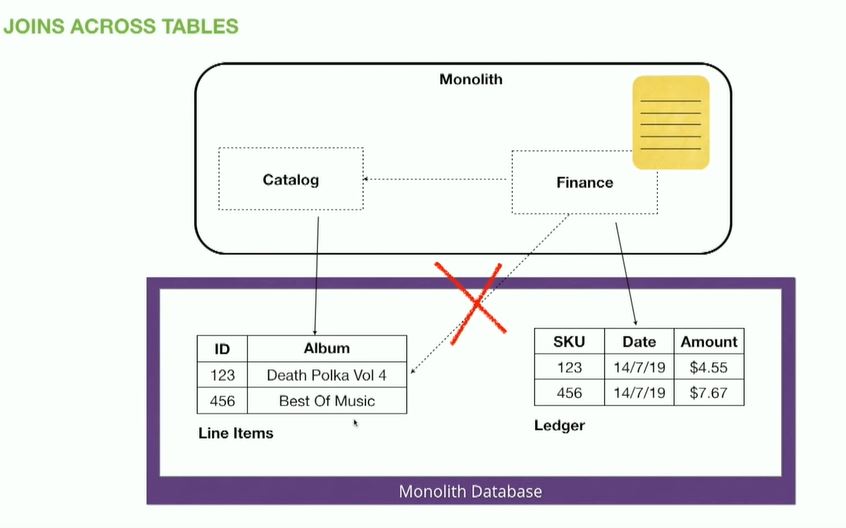 JOINS ACROSS TABLES
Monolith
Catalog
Finance
ID Album
123 Death Polka Vol 4
456 Best Of Music
Line Items
SKU Date Amount
123 14/7/19 $4.55
456 14/7/19 $7.67
Ledger
Monolith Database